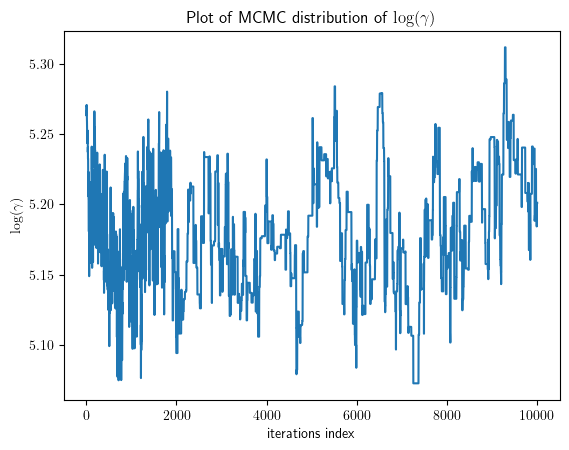 Plot of MCMC distribution of log(γ)
log(γ)
5.30
5.25
5.20
5.15
5.10
0 2000 4000 6000 8000 10000
iterations index